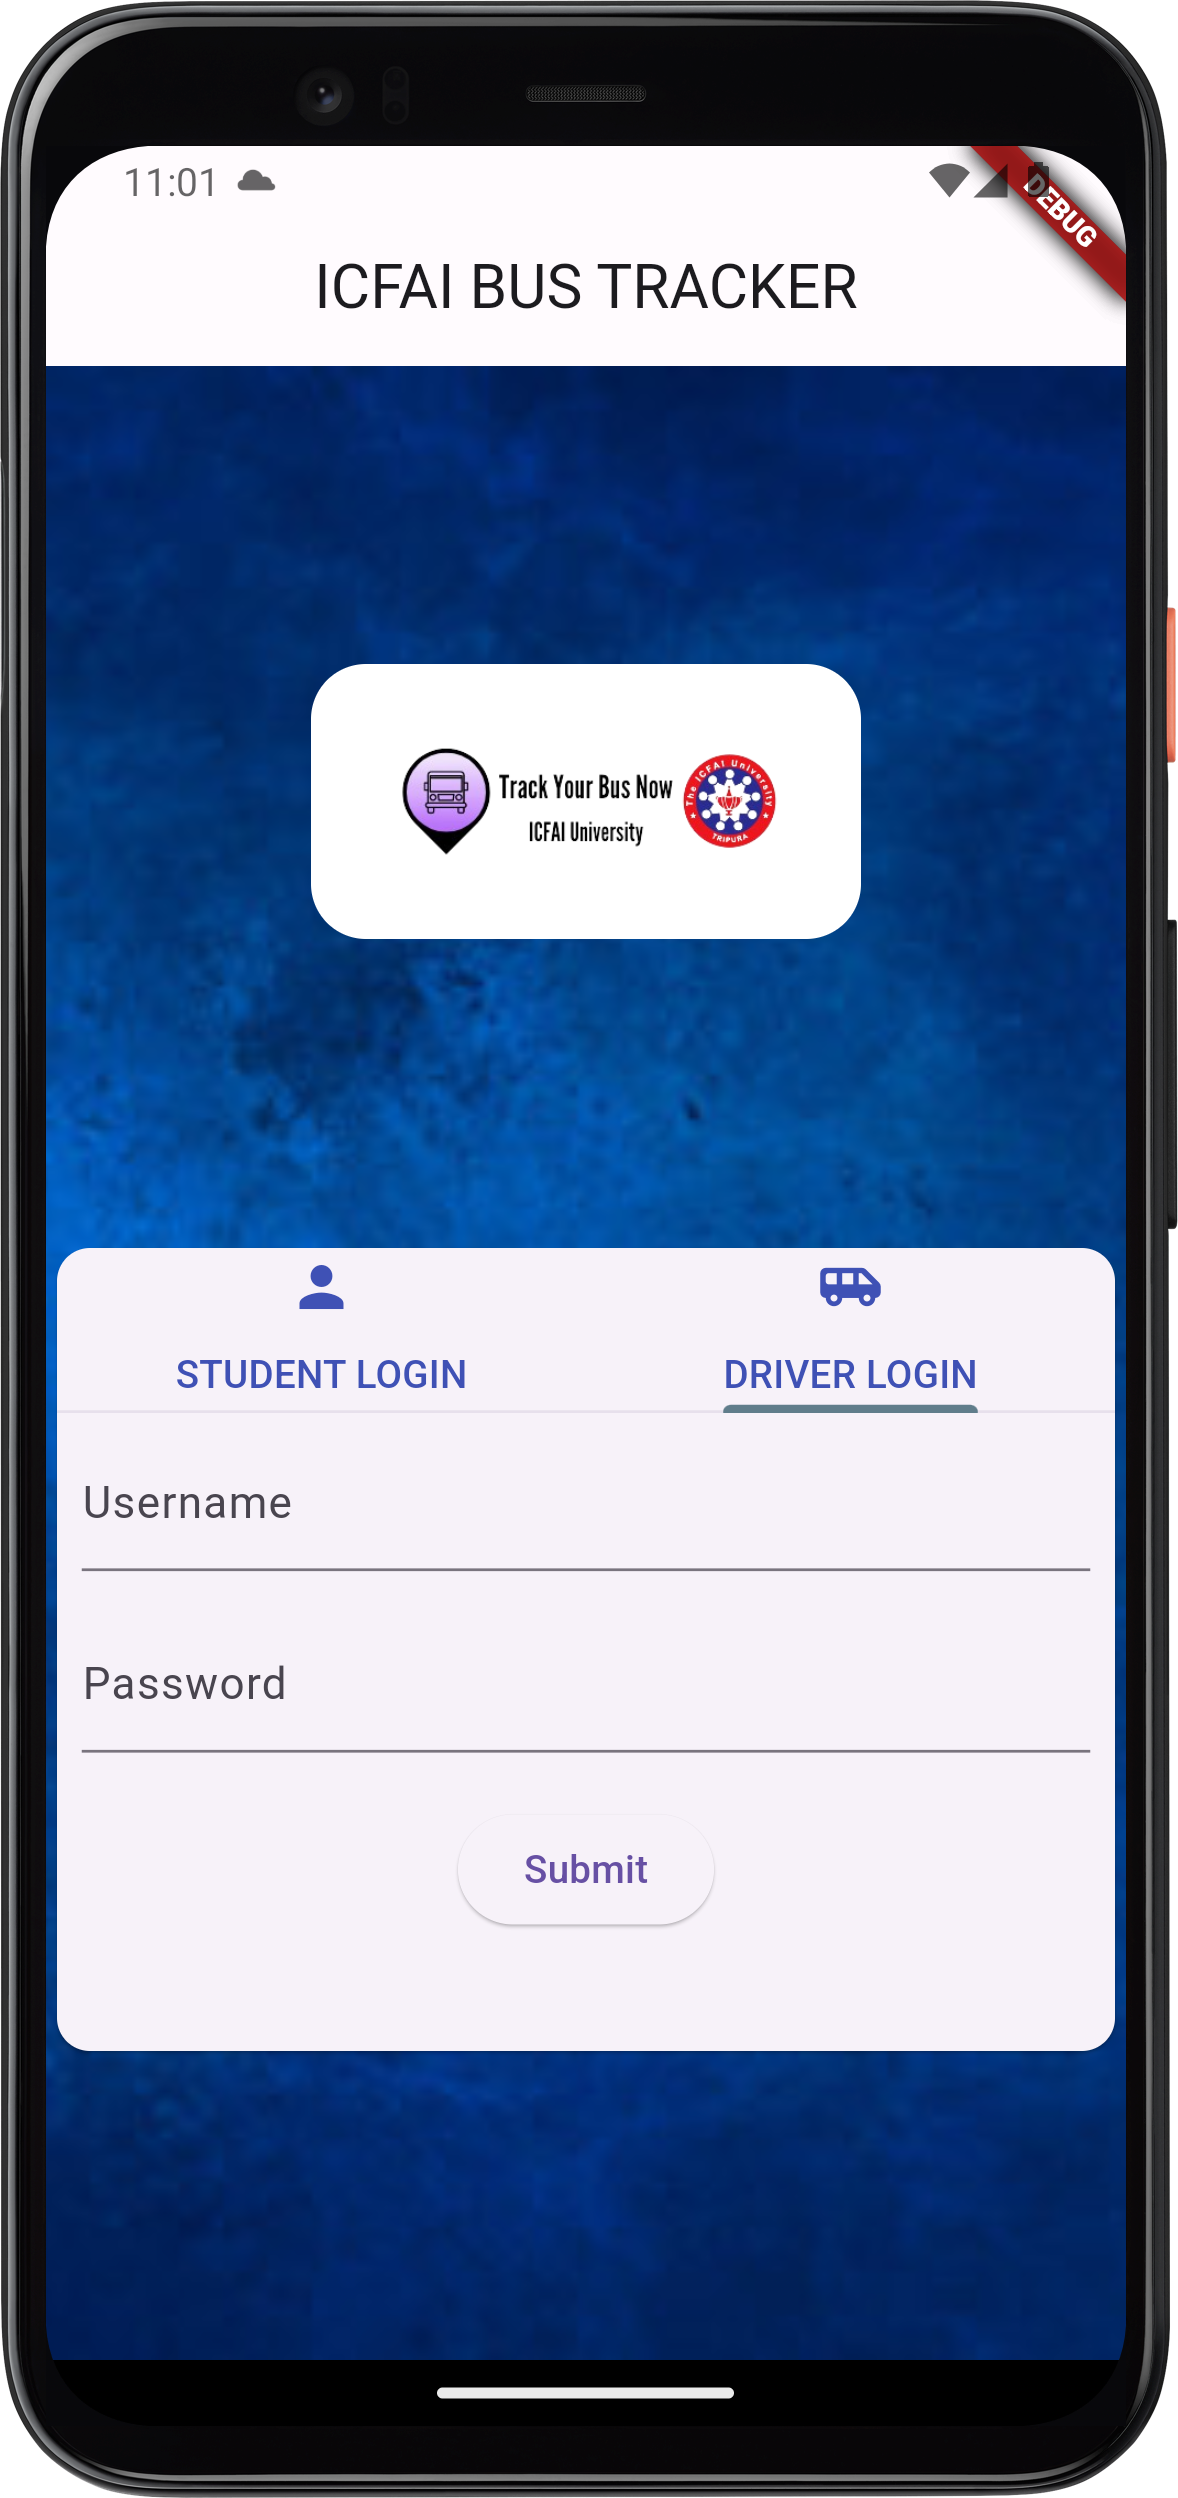 11:01
DEBUG
ICFAI BUS TRACKER
Track Your Bus Now
ICFAI University
The ICFAI University
TRIPURA
STUDENT LOGIN
DRIVER LOGIN
Username
Password
Submit